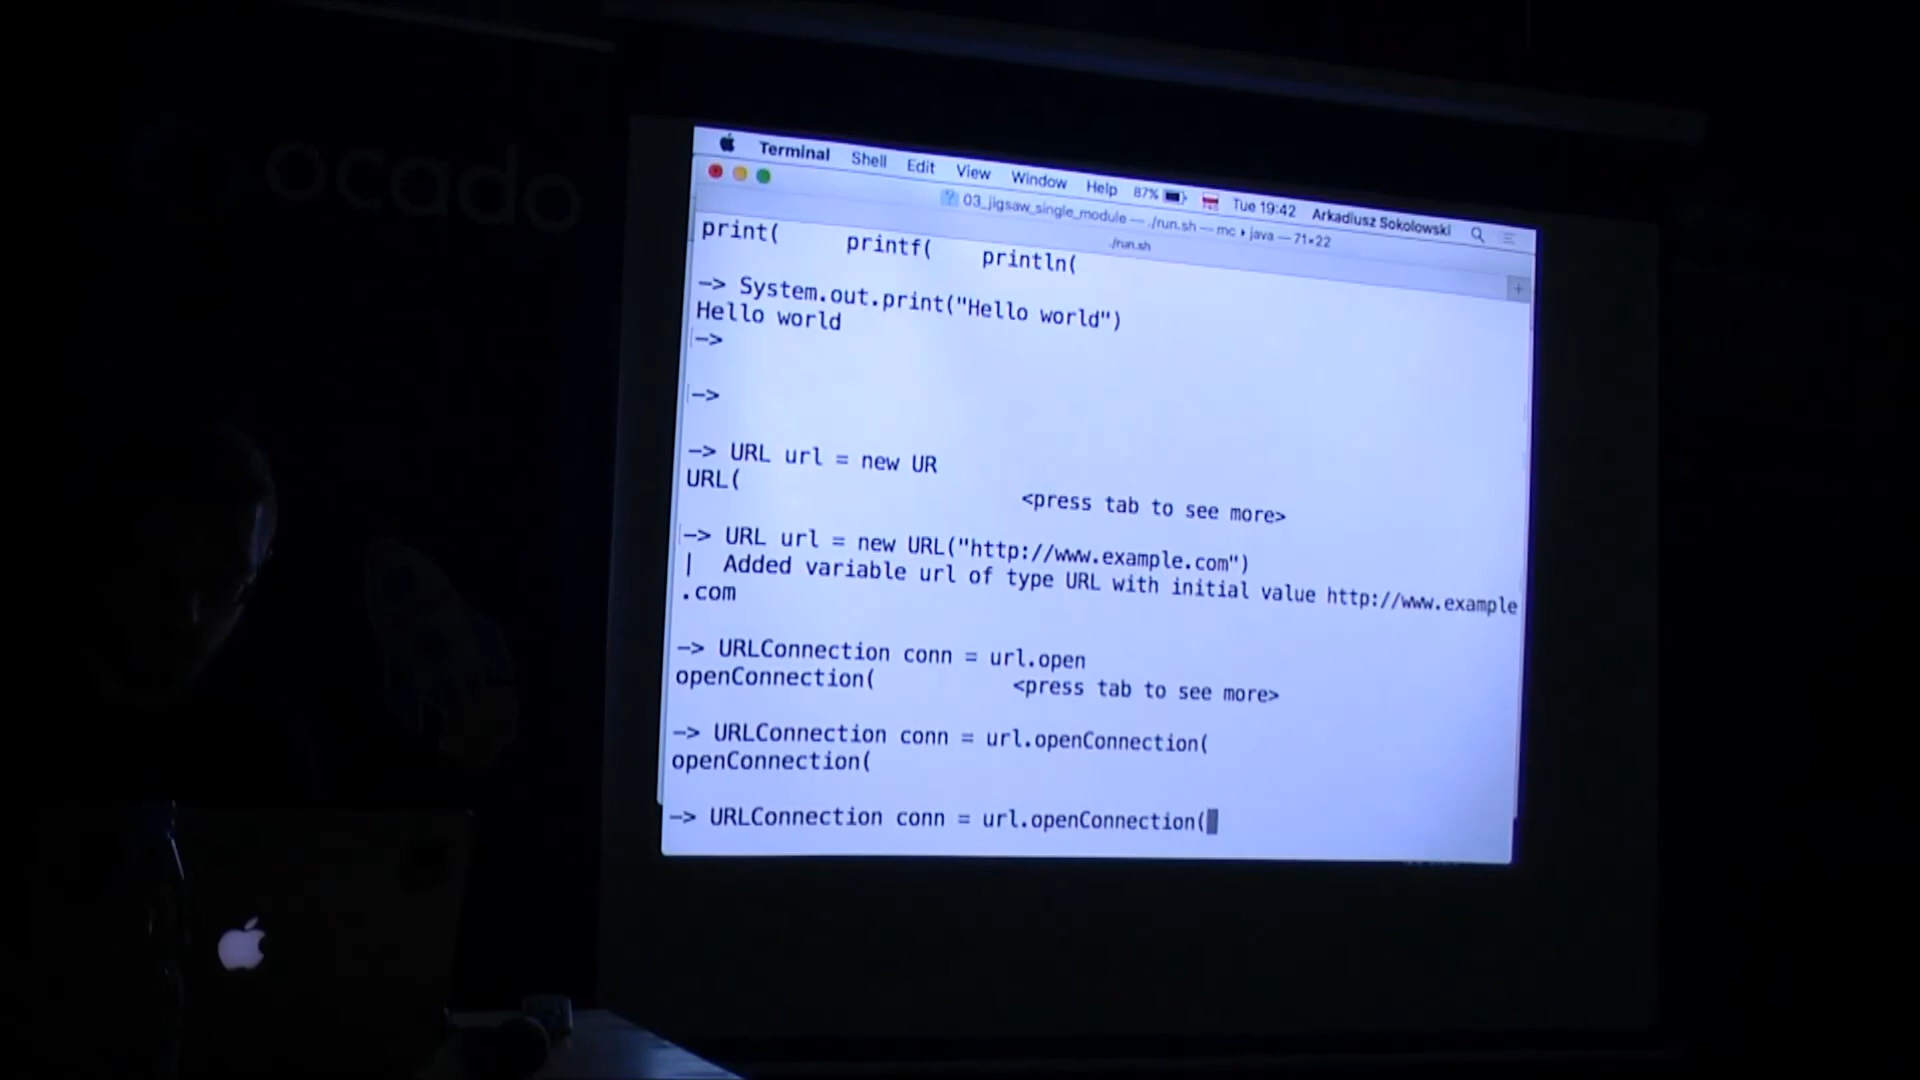 ocado
Terminal Shell Edit View Window Help 87% Tue 19:42 Arkadiusz Sokolowski
03_jigsaw_single_module — ./run.sh — mc ▸ java — 71×22
./run.sh
print( printf( println(
-> System.out.print("Hello world")
Hello world
->
->
-> URL url = new UR
URL(
<press tab to see more>
-> URL url = new URL("http://www.example.com")
| Added variable url of type URL with initial value http://www.example
.com
-> URLConnection conn = url.open
openConnection( <press tab to see more>
-> URLConnection conn = url.openConnection(
openConnection(
-> URLConnection conn = url.openConnection(